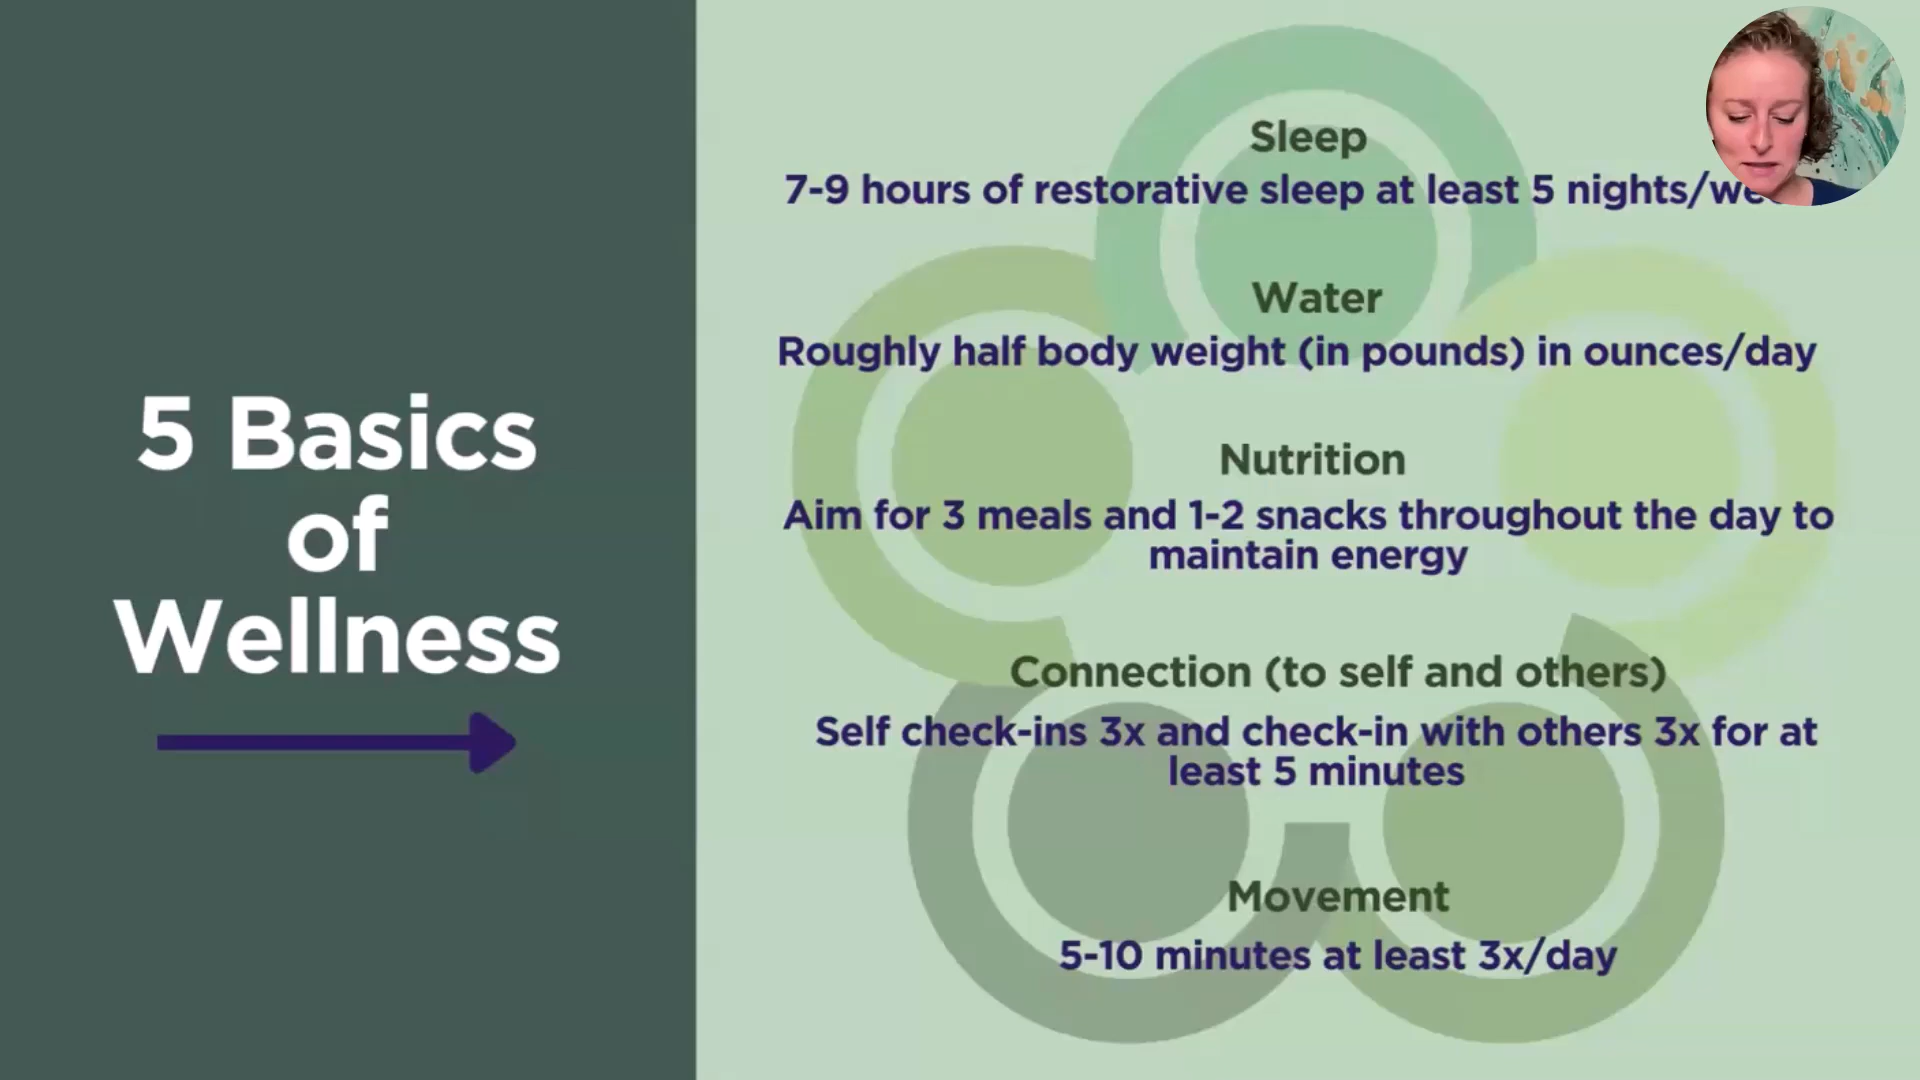 5 Basics
of
Wellness
Sleep
7-9 hours of restorative sleep at least 5
Water
Roughly half body weight (in pounds) in ounces/day
Nutrition
Aim for 3 meals and 1-2 snacks throughout the day to
maintain energy
Connection (to self and others)
Self check-ins 3x and check-in with others 3x for at
least 5 minutes
Movement
5-10 minutes at least 3x/day